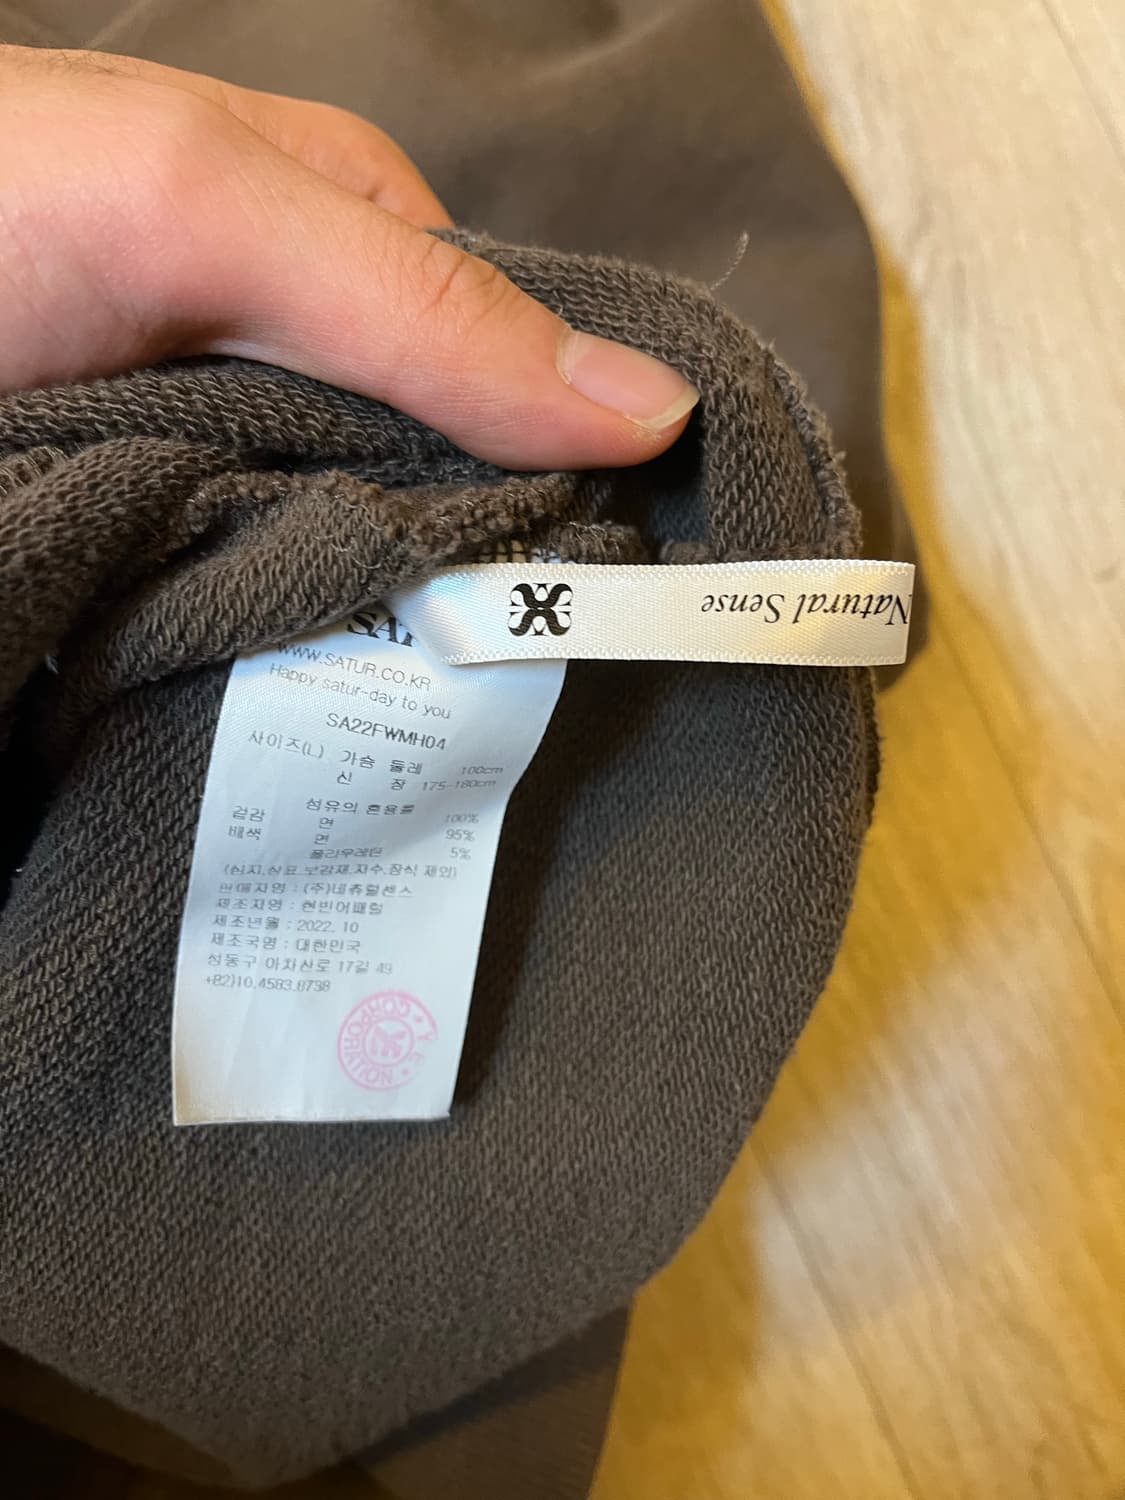 Natural Sense
SAT
WWW.SATUR.CO.KR
Happy satur-day to you
SA22FWMH04
사이즈(L) 가슴 둘레 100cm
신 장 175-180cm
섬유의 혼용률
겉감 면 100%
배색 면 95%
폴리우레탄 5%
(심지.상표.보강재.자수.장식 제외)
판매자명 : (주)네츄럴센스
제조자명 : 현빈어패럴
제조년월 : 2022. 10
제조국명 : 대한민국
성동구 아차산로 17길 49
+82)10.4583.0738
Y E CORPORATION